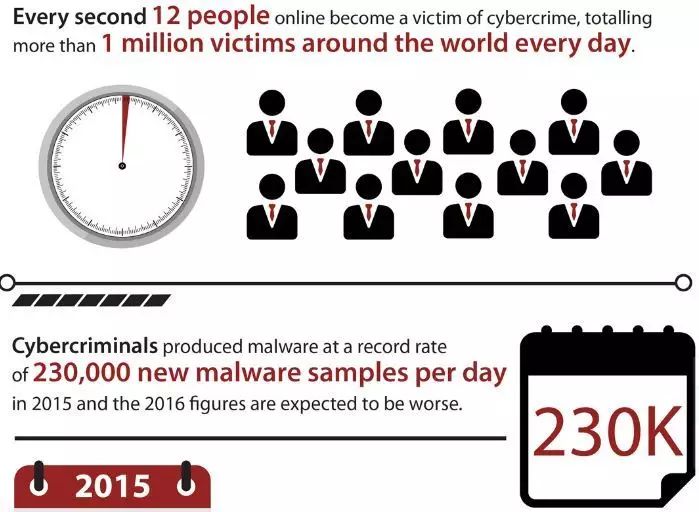 Every second 12 people online become a victim of cybercrime, totalling
more than 1 million victims around the world every day.
Cybercriminals produced malware at a record rate
of 230,000 new malware samples per day
in 2015 and the 2016 figures are expected to be worse.
230K
2015